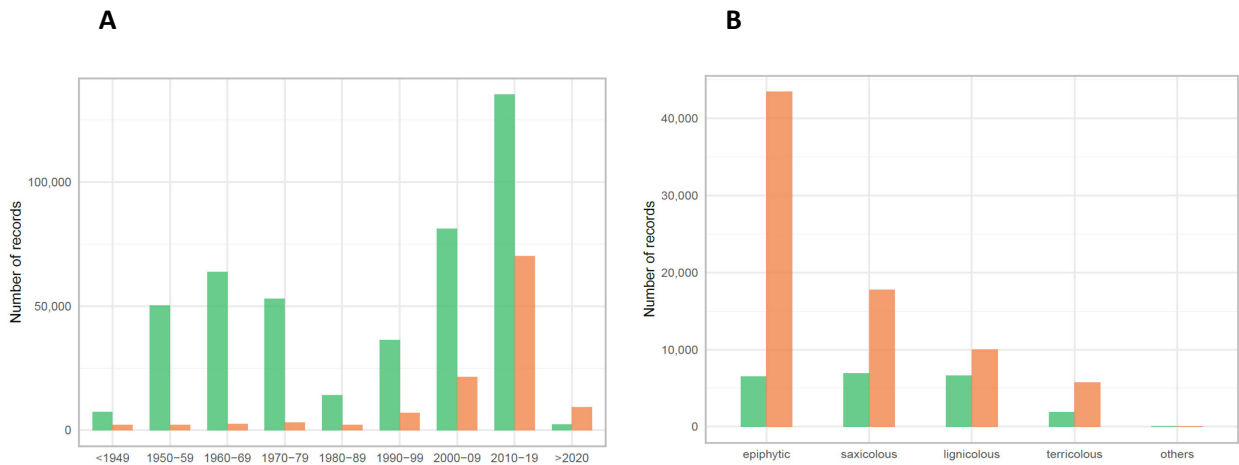 A
B
Number of records
100,000
50,000
0
<1949
1950−59
1960−69
1970−79
1980−89
1990−99
2000−09
2010−19
>2020
Number of records
40,000
30,000
20,000
10,000
0
epiphytic
saxicolous
lignicolous
terricolous
others